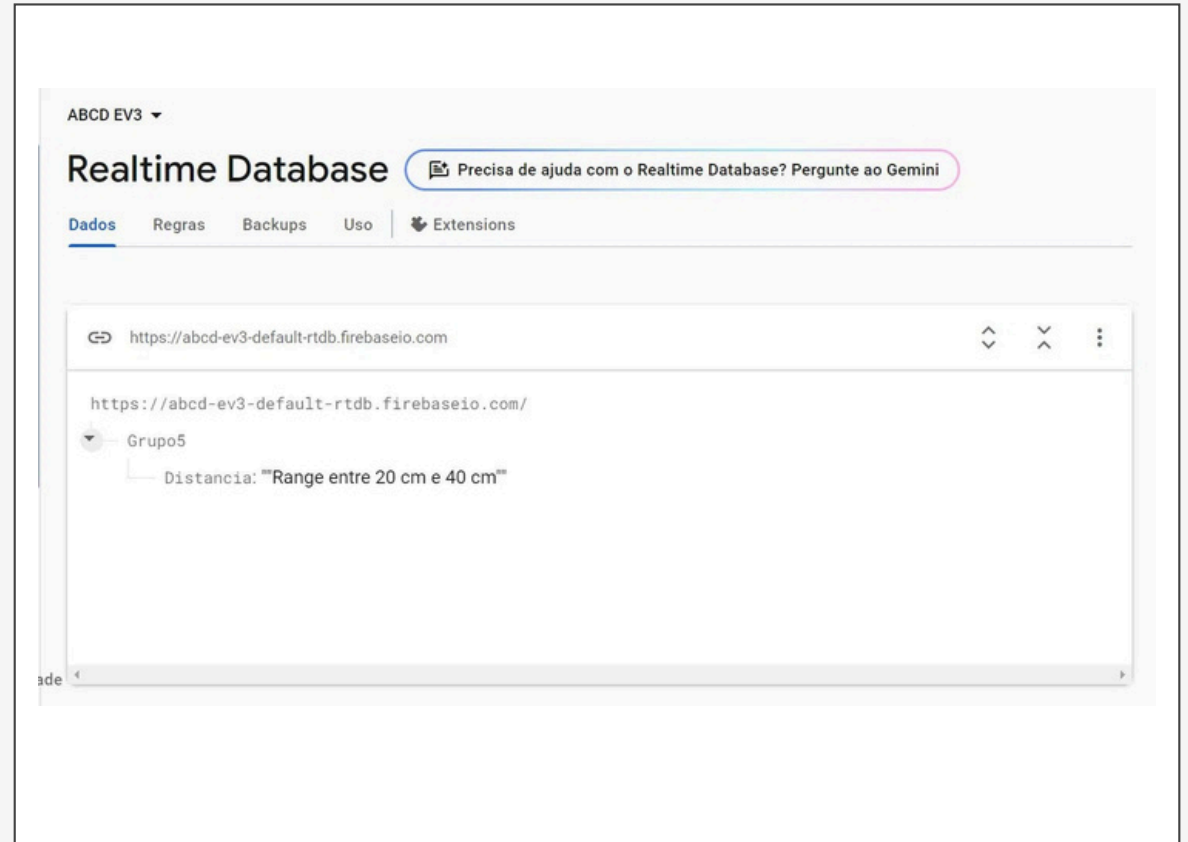 ABCD EV3
Realtime Database Precisa de ajuda com o Realtime Database? Pergunte ao Gemini
Dados Regras Backups Uso Extensions
https://abcd-ev3-default-rtdb.firebaseio.com
https://abcd-ev3-default-rtdb.firebaseio.com/
Grupo5
Distancia: ""Range entre 20 cm e 40 cm""
ade